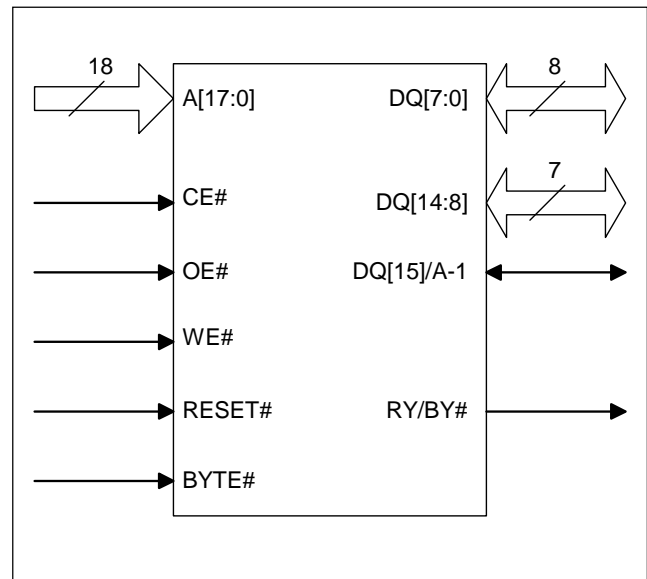 18
8
A[17:0]
DQ[7:0]
7
CE#
DQ[14:8]
OE#
DQ[15]/A-1
WE#
RESET#
RY/BY#
BYTE#